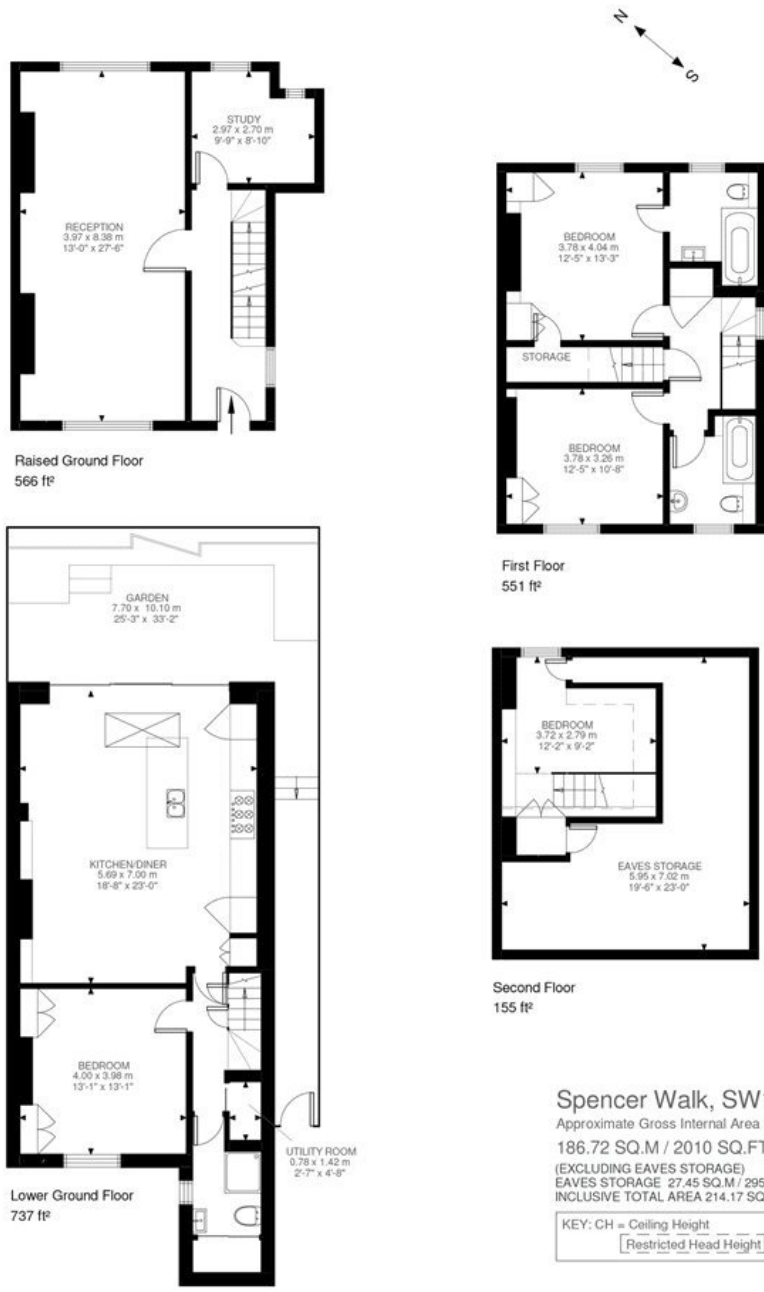 N
S
STUDY
2.97 x 2.70 m
9'-9" x 8'-10"
RECEPTION
3.97 x 8.38 m
13'-0" x 27'-6"
Raised Ground Floor
566 ft²
BEDROOM
3.78 x 4.04 m
12'-5" x 13'-3"
STORAGE
BEDROOM
3.78 x 3.26 m
12'-5" x 10'-8"
First Floor
551 ft²
GARDEN
7.70 x 10.10 m
25'-3" x 33'-2"
KITCHEN/DINER
5.69 x 7.00 m
18'-8" x 23'-0"
BEDROOM
4.00 x 3.98 m
13'-1" x 13'-1"
UTILITY ROOM
0.78 x 1.42 m
2'-7" x 4'-8"
Lower Ground Floor
737 ft²
BEDROOM
3.72 x 2.79 m
12'-2" x 9'-2"
EAVES STORAGE
5.95 x 7.02 m
19'-6" x 23'-0"
Second Floor
155 ft²
Spencer Walk, SW
Approximate Gross Internal Area
186.72 SQ.M / 2010 SQ.FT
(EXCLUDING EAVES STORAGE)
EAVES STORAGE 27.45 SQ.M / 295
INCLUSIVE TOTAL AREA 214.17 SQ
KEY: CH = Ceiling Height
Restricted Head Height